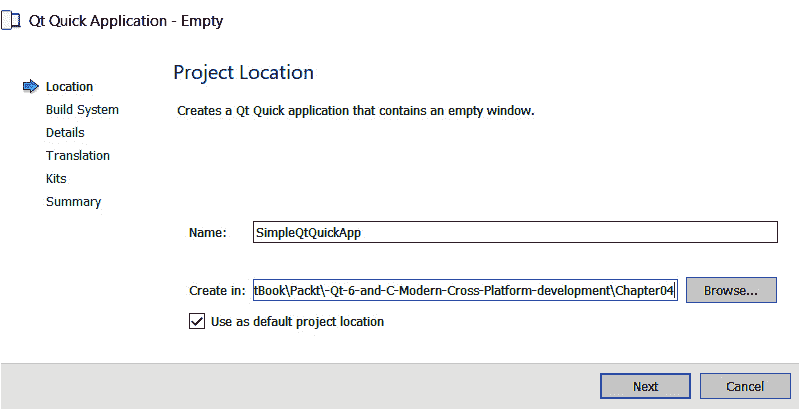 Qt Quick Application - Empty
Project Location
Location
Build System
Details
Translation
Kits
Summary
Creates a Qt Quick application that contains an empty window.
Name: SimpleQtQuickApp
Create in: tBook\Packt\-Qt-6-and-C-Modern-Cross-Platform-development\Chapter04 Browse...
Use as default project location
Next Cancel